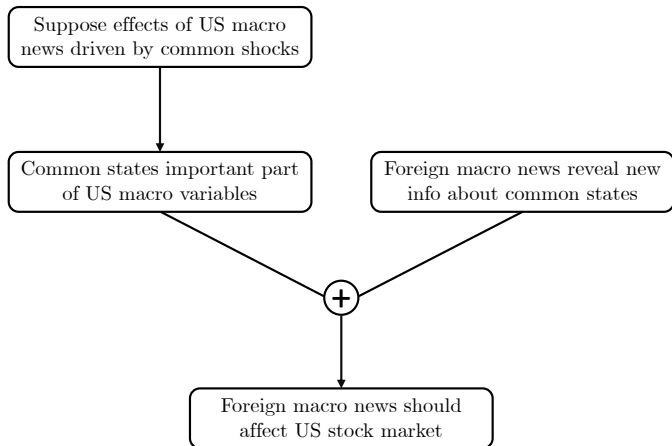 Suppose effects of US macro
news driven by common shocks
Common states important part
of US macro variables
Foreign macro news reveal new
info about common states
+
Foreign macro news should
affect US stock market